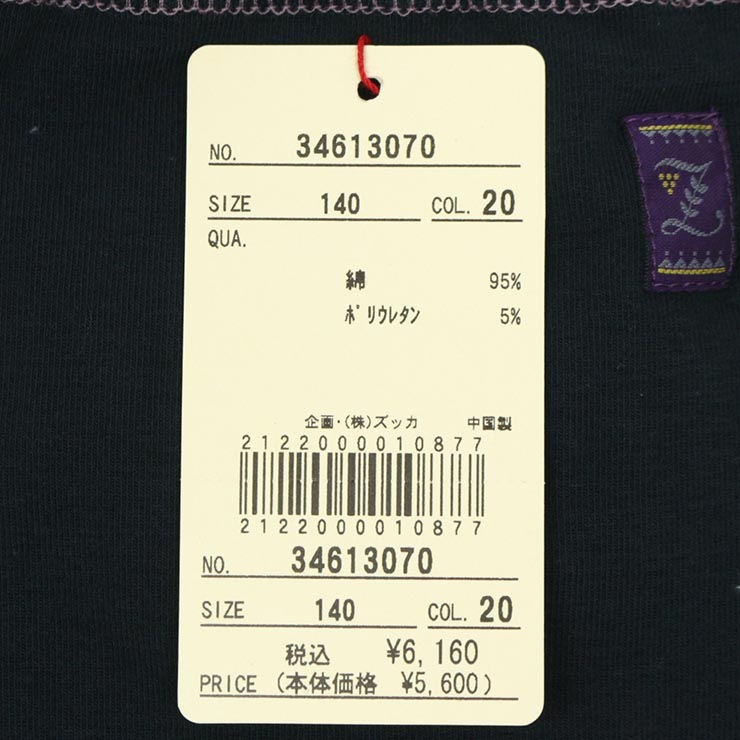 NO. 34613070
SIZE 140 COL. 20
QUA.
綿 95%
ﾎﾟﾘｳﾚﾀﾝ 5%
企画・(株)ズッカ 中国製
2122000010877
2122000010877
NO. 34613070
SIZE 140 COL. 20
税込 ¥6,160
PRICE (本体価格 ¥5,600)